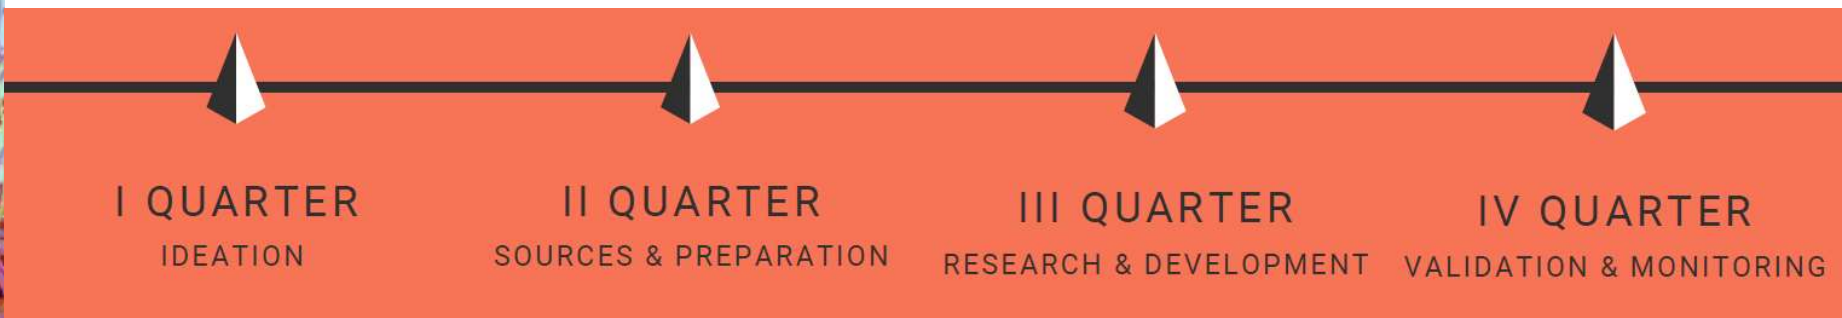 I QUARTER
IDEATION
II QUARTER
SOURCES & PREPARATION
III QUARTER
RESEARCH & DEVELOPMENT
IV QUARTER
VALIDATION & MONITORING